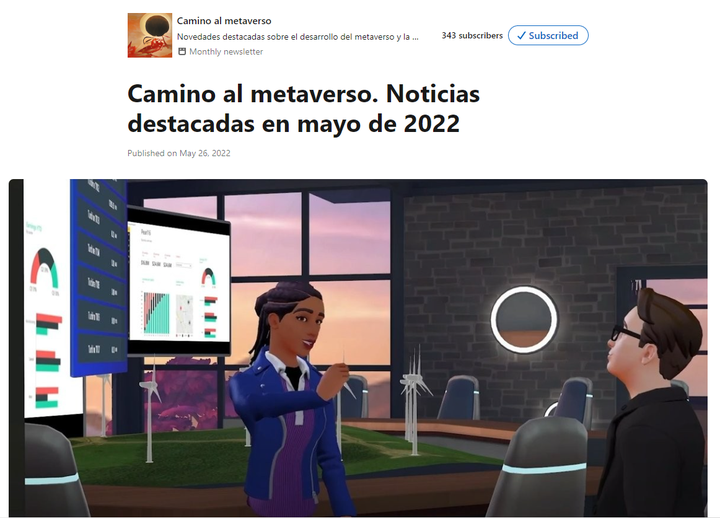 Camino al metaverso
Novedades destacadas sobre el desarrollo del metaverso y la ...
343 subscribers
Subscribed
Monthly newsletter
Camino al metaverso. Noticias
destacadas en mayo de 2022
Published on May 26, 2022